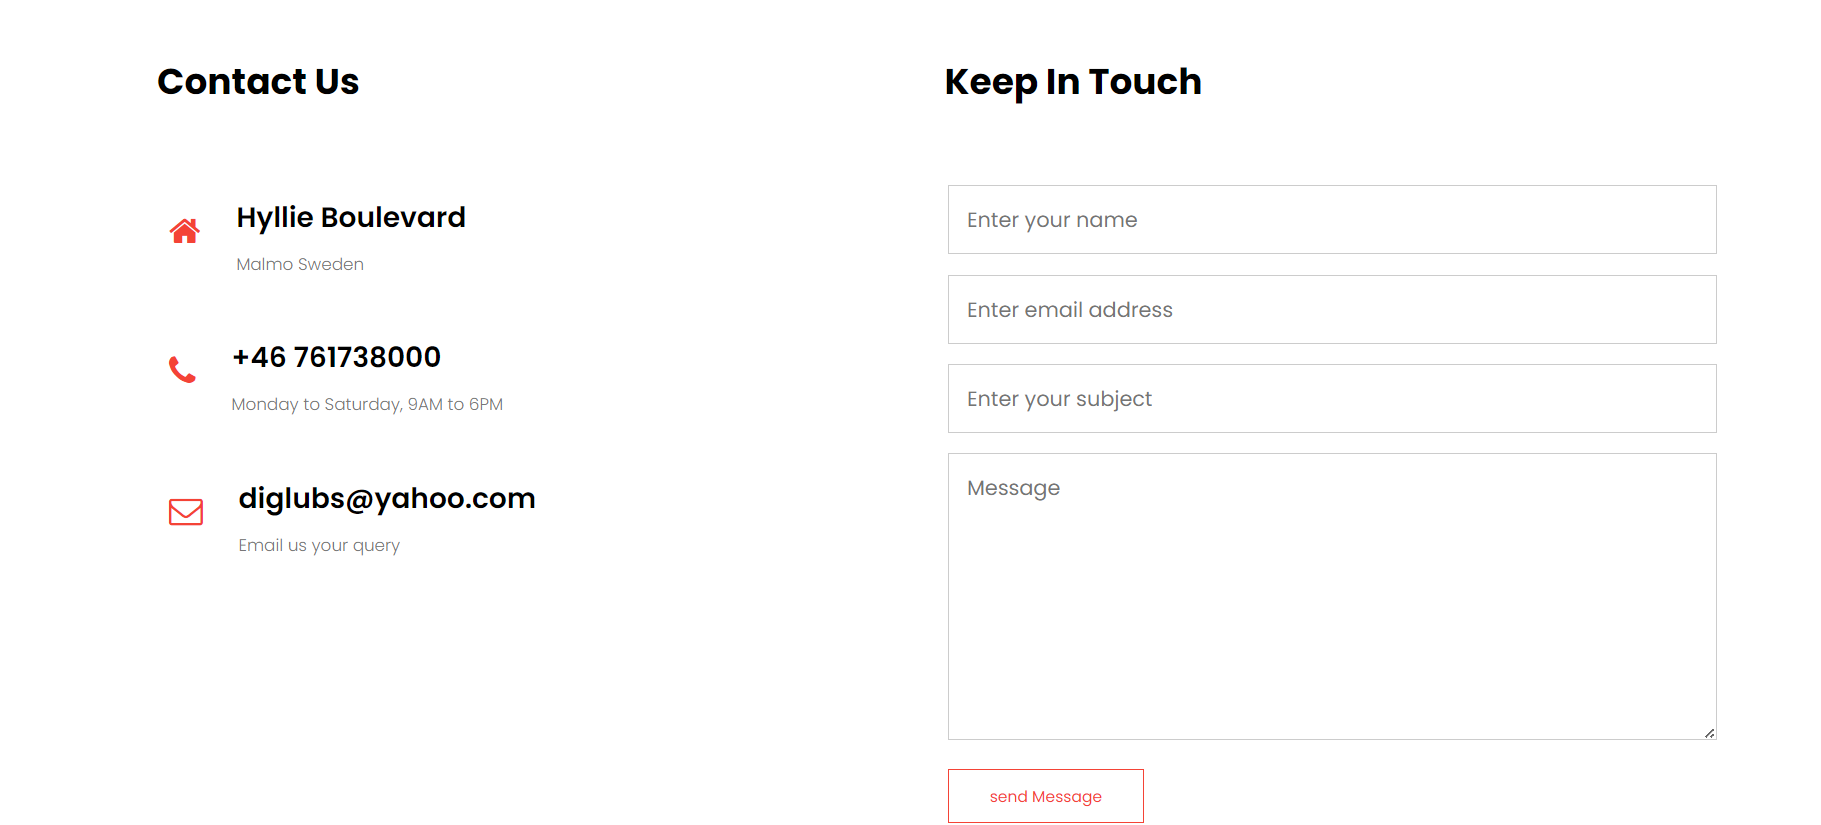 Contact Us
Hyllie Boulevard
Malmo Sweden
+46 761738000
Monday to Saturday, 9AM to 6PM
diglubs@yahoo.com
Email us your query
Keep In Touch
Enter your name
Enter email address
Enter your subject
Message
send Message